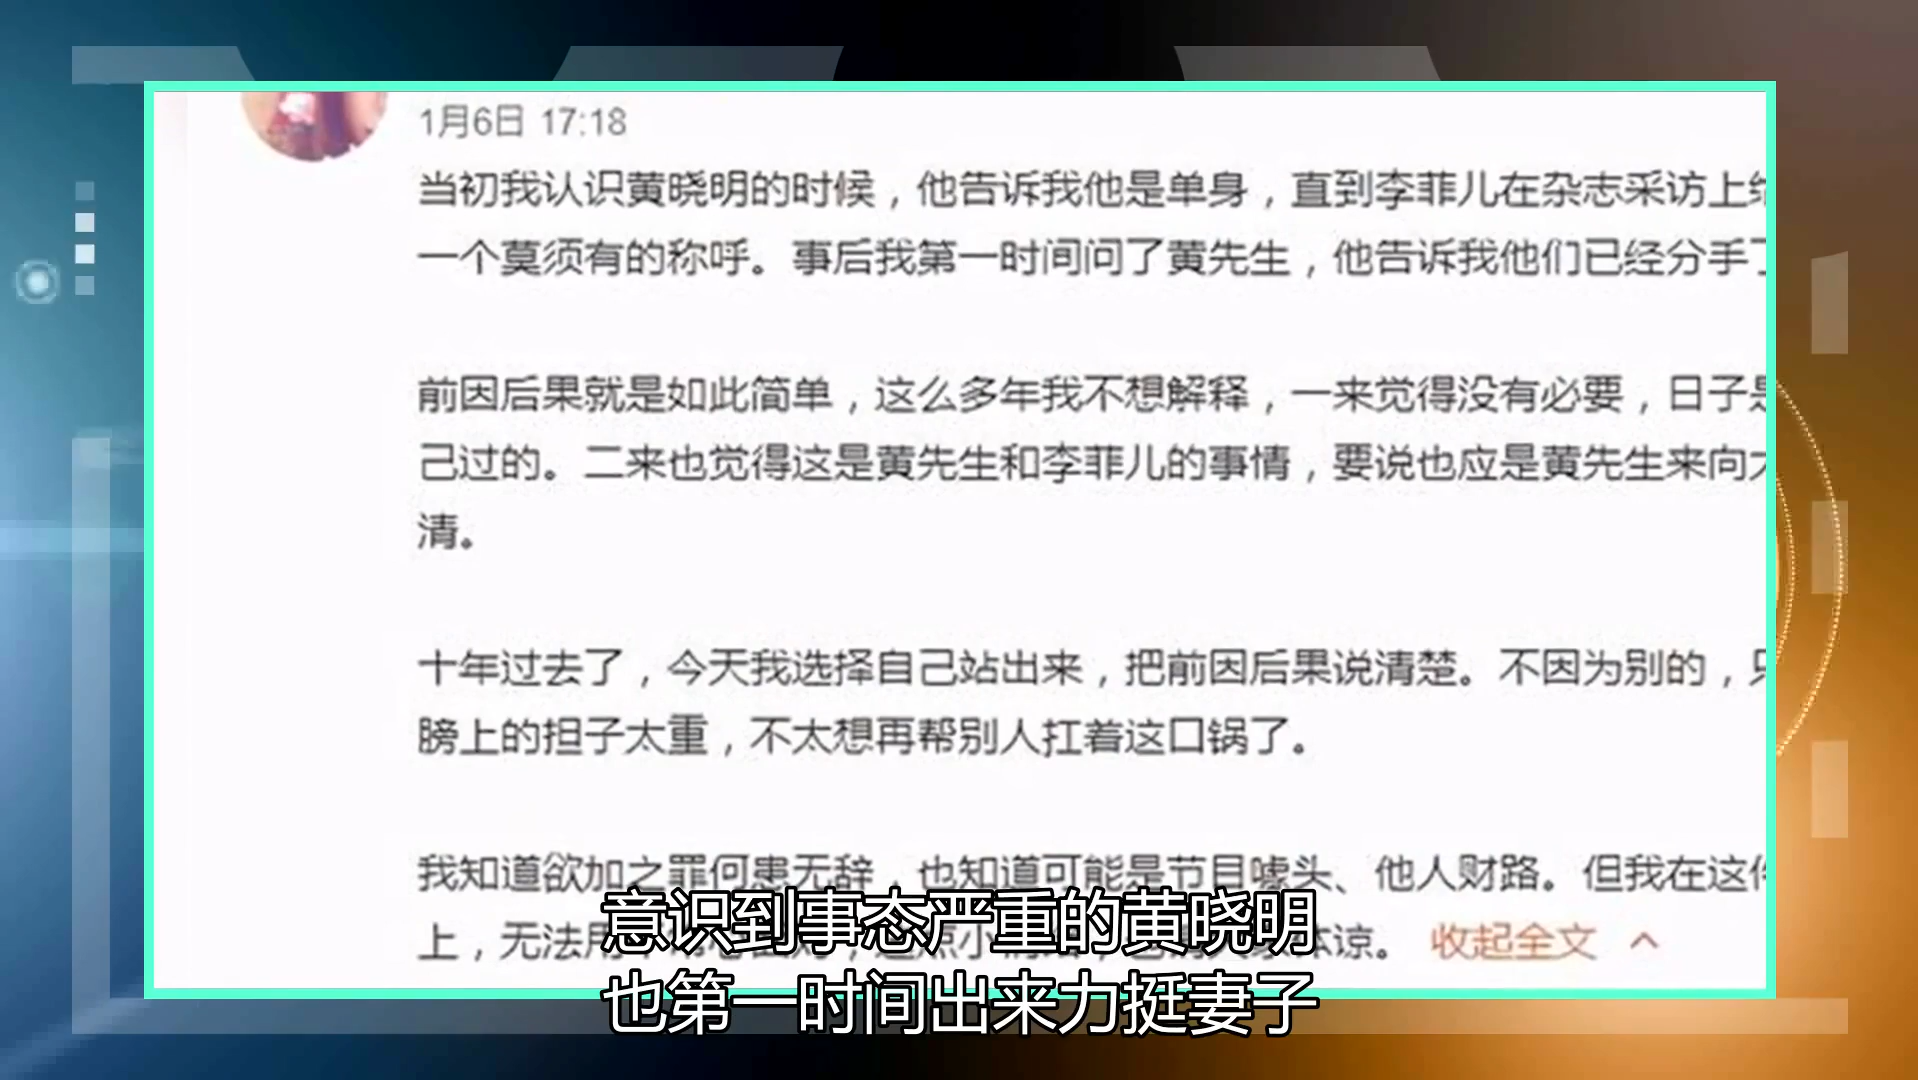 1月6日 17:18
当初我认识黄晓明的时候，他告诉我他是单身，直到李菲儿在杂志采访上
一个莫须有的称呼。事后我第一时间问了黄先生，他告诉我他们已经分手了
前因后果就是如此简单，这么多年我不想解释，一来觉得没有必要，日子是
己过的。二来也觉得这是黄先生和李菲儿的事情，要说也应是黄先生来向
清。
十年过去了，今天我选择自己站出来，把前因后果说清楚。不因为别的，只
膀上的担子太重，不太想再帮别人扛着这口锅了。
我知道欲加之罪何患无辞，也知道可能是节目噱头、他人财路。但我在这件
上，无法用 体谅。 收起全文
意识到事态严重的黄晓明
也第一时间出来力挺妻子